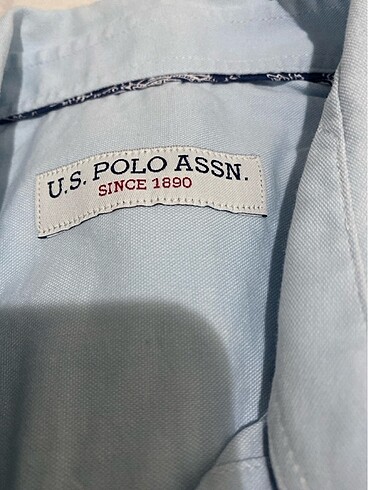 U.S. POLO ASSN.
SINCE 1890